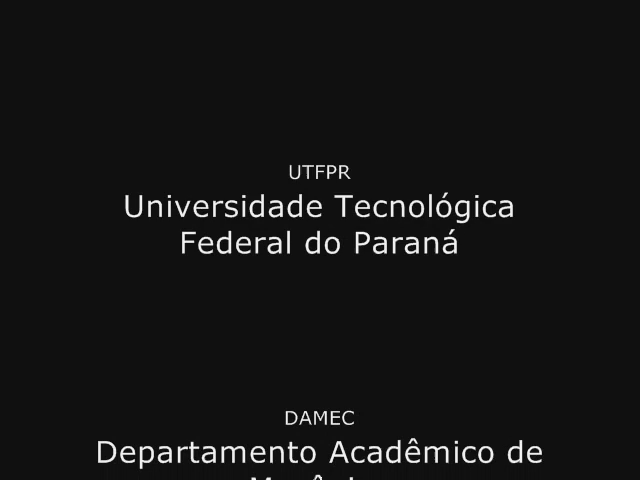 UTFPR
Universidade Tecnológica
Federal do Paraná
DAMEC
Departamento Acadêmico de